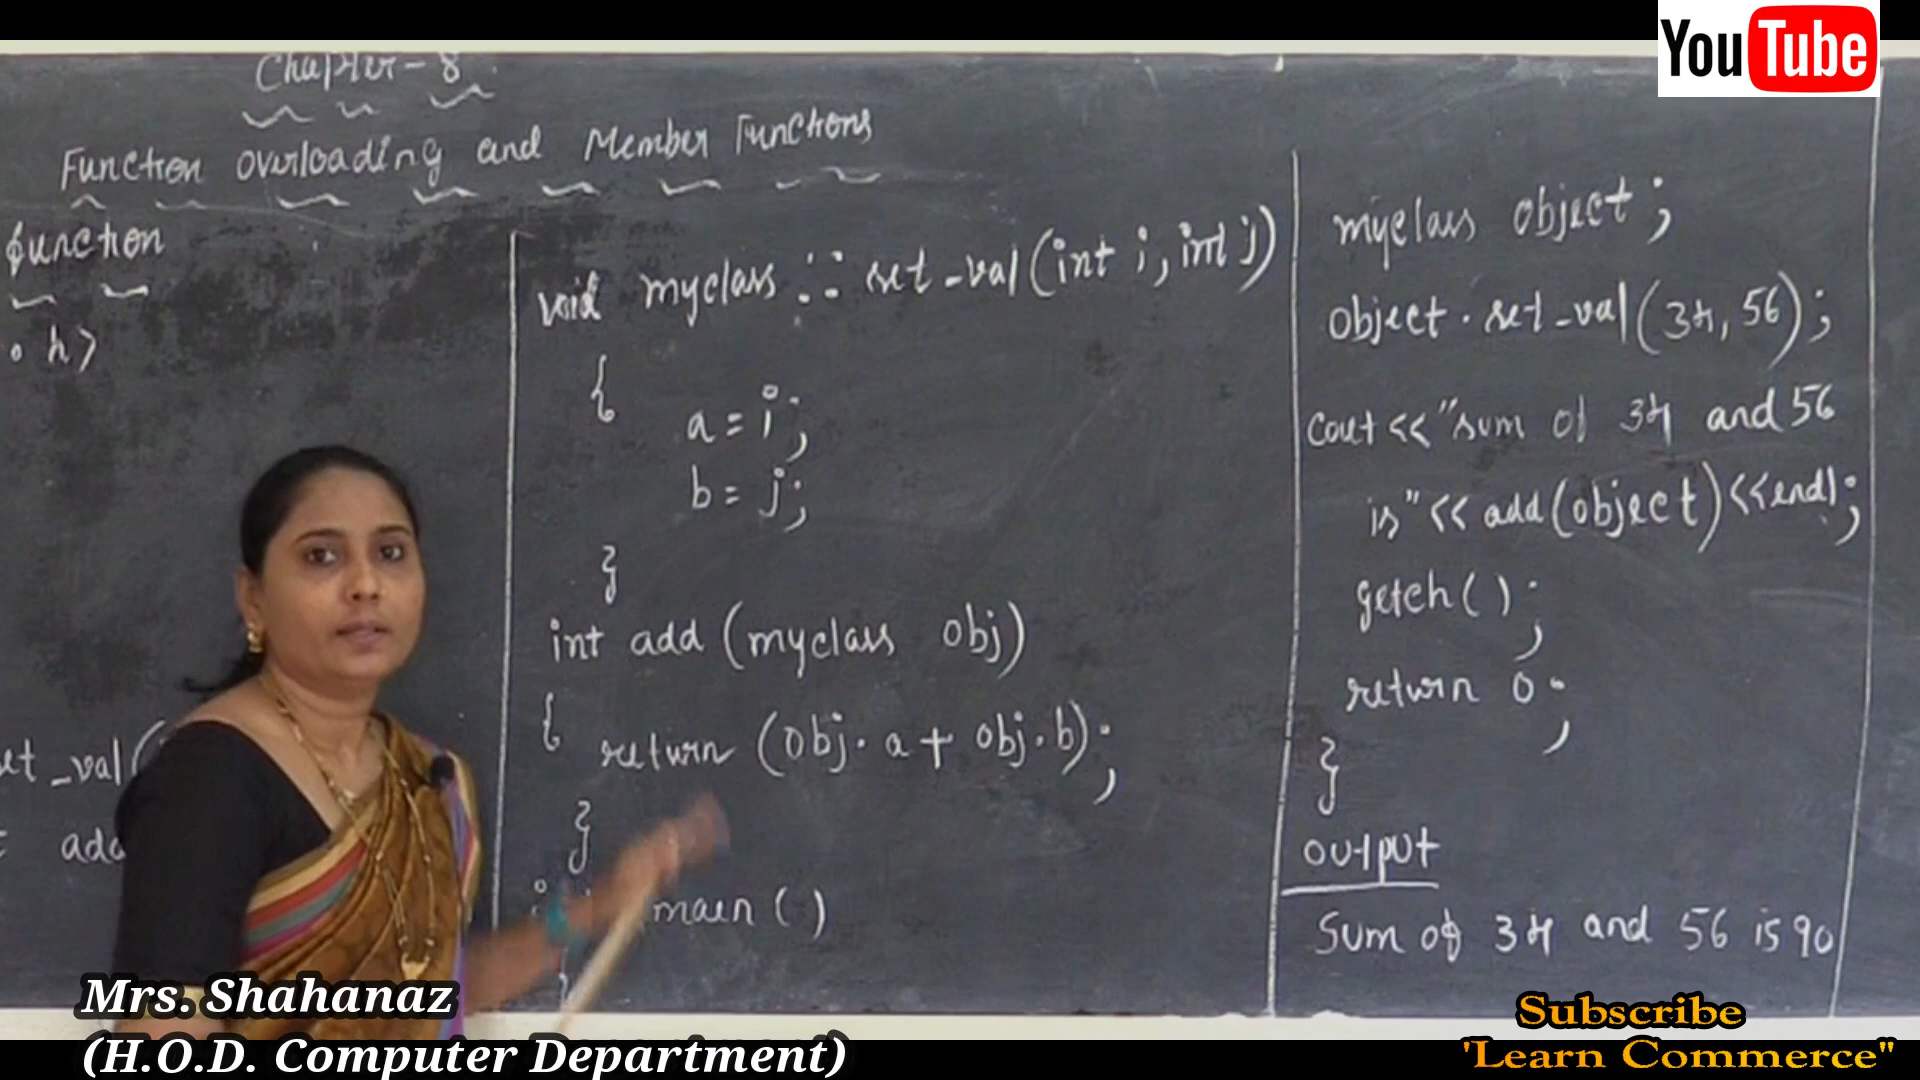 YouTube
Chapter-8
Function overloading and Member Functions
function
.h>
set_val(
add
void myclass :: set_val(int i, int j)
{
a = i;
b = j;
}
int add (myclass obj)
{
return (obj.a + obj.b);
}
main()
myclass object;
object.set_val(34, 56);
cout<<"sum of 34 and 56
is"<< add(object)<<endl;
getch();
return 0;
}
output
Sum of 34 and 56 is 90
Mrs. Shahanaz
(H.O.D. Computer Department)
Subscribe
'Learn Commerce"